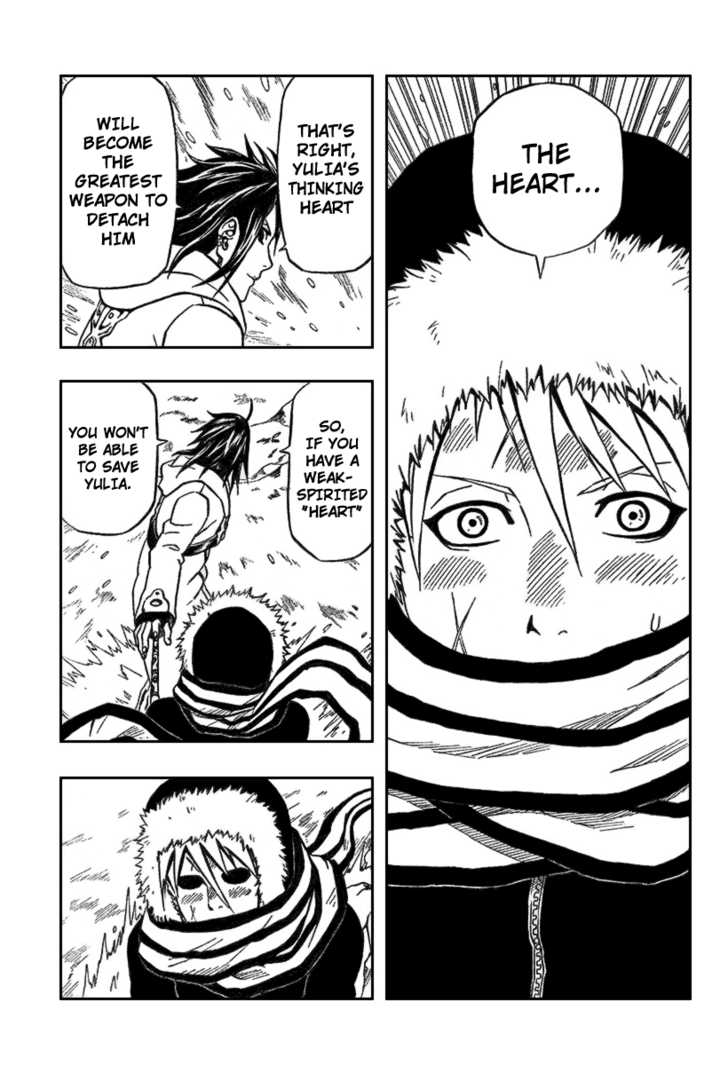 THE
HEART...
THAT'S
RIGHT,
YULIA'S
THINKING
HEART
WILL
BECOME
THE
GREATEST
WEAPON TO
DETACH
HIM
SO,
IF YOU
HAVE A
WEAK-
SPIRITED
"HEART"
YOU WON'T
BE ABLE
TO SAVE
YULIA.